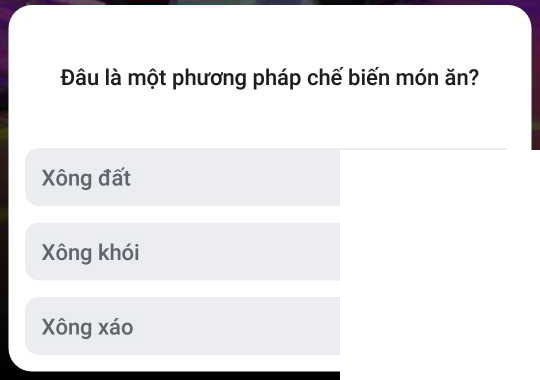 Đâu là một phương pháp chế biến món ăn?
Xông đất
Xông khói
Xông xáo